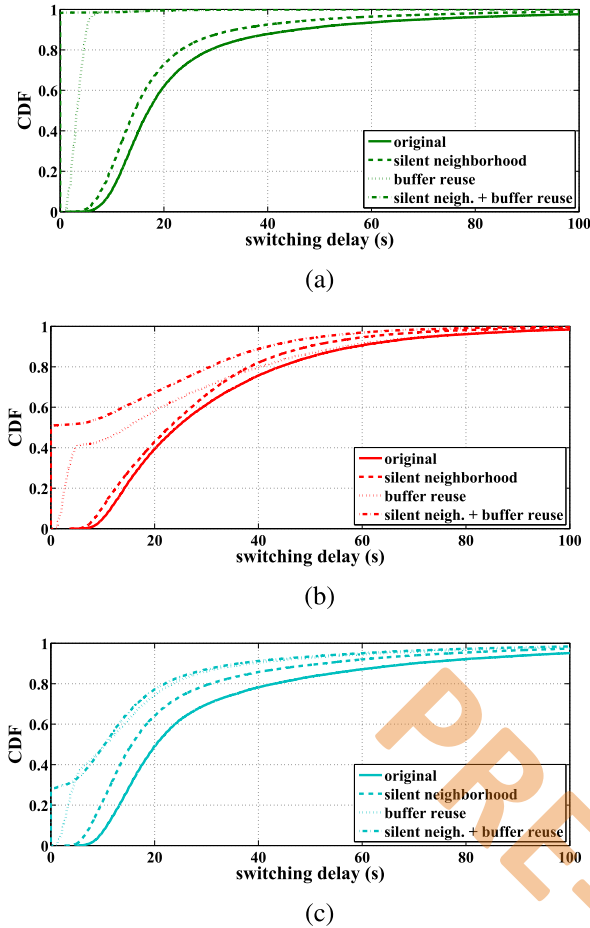 1
0.8
0.6
0.4
0.2
0
CDF
original
silent neighborhood
buffer reuse
silent neigh. + buffer reuse
0 20 40 60 80 100
switching delay (s)
(a)
1
0.8
0.6
0.4
0.2
0
CDF
original
silent neighborhood
buffer reuse
silent neigh. + buffer reuse
0 20 40 60 80 100
switching delay (s)
(b)
1
0.8
0.6
0.4
0.2
0
CDF
original
silent neighborhood
buffer reuse
silent neigh. + buffer reuse
0 20 40 60 80 100
switching delay (s)
(c)
PRE